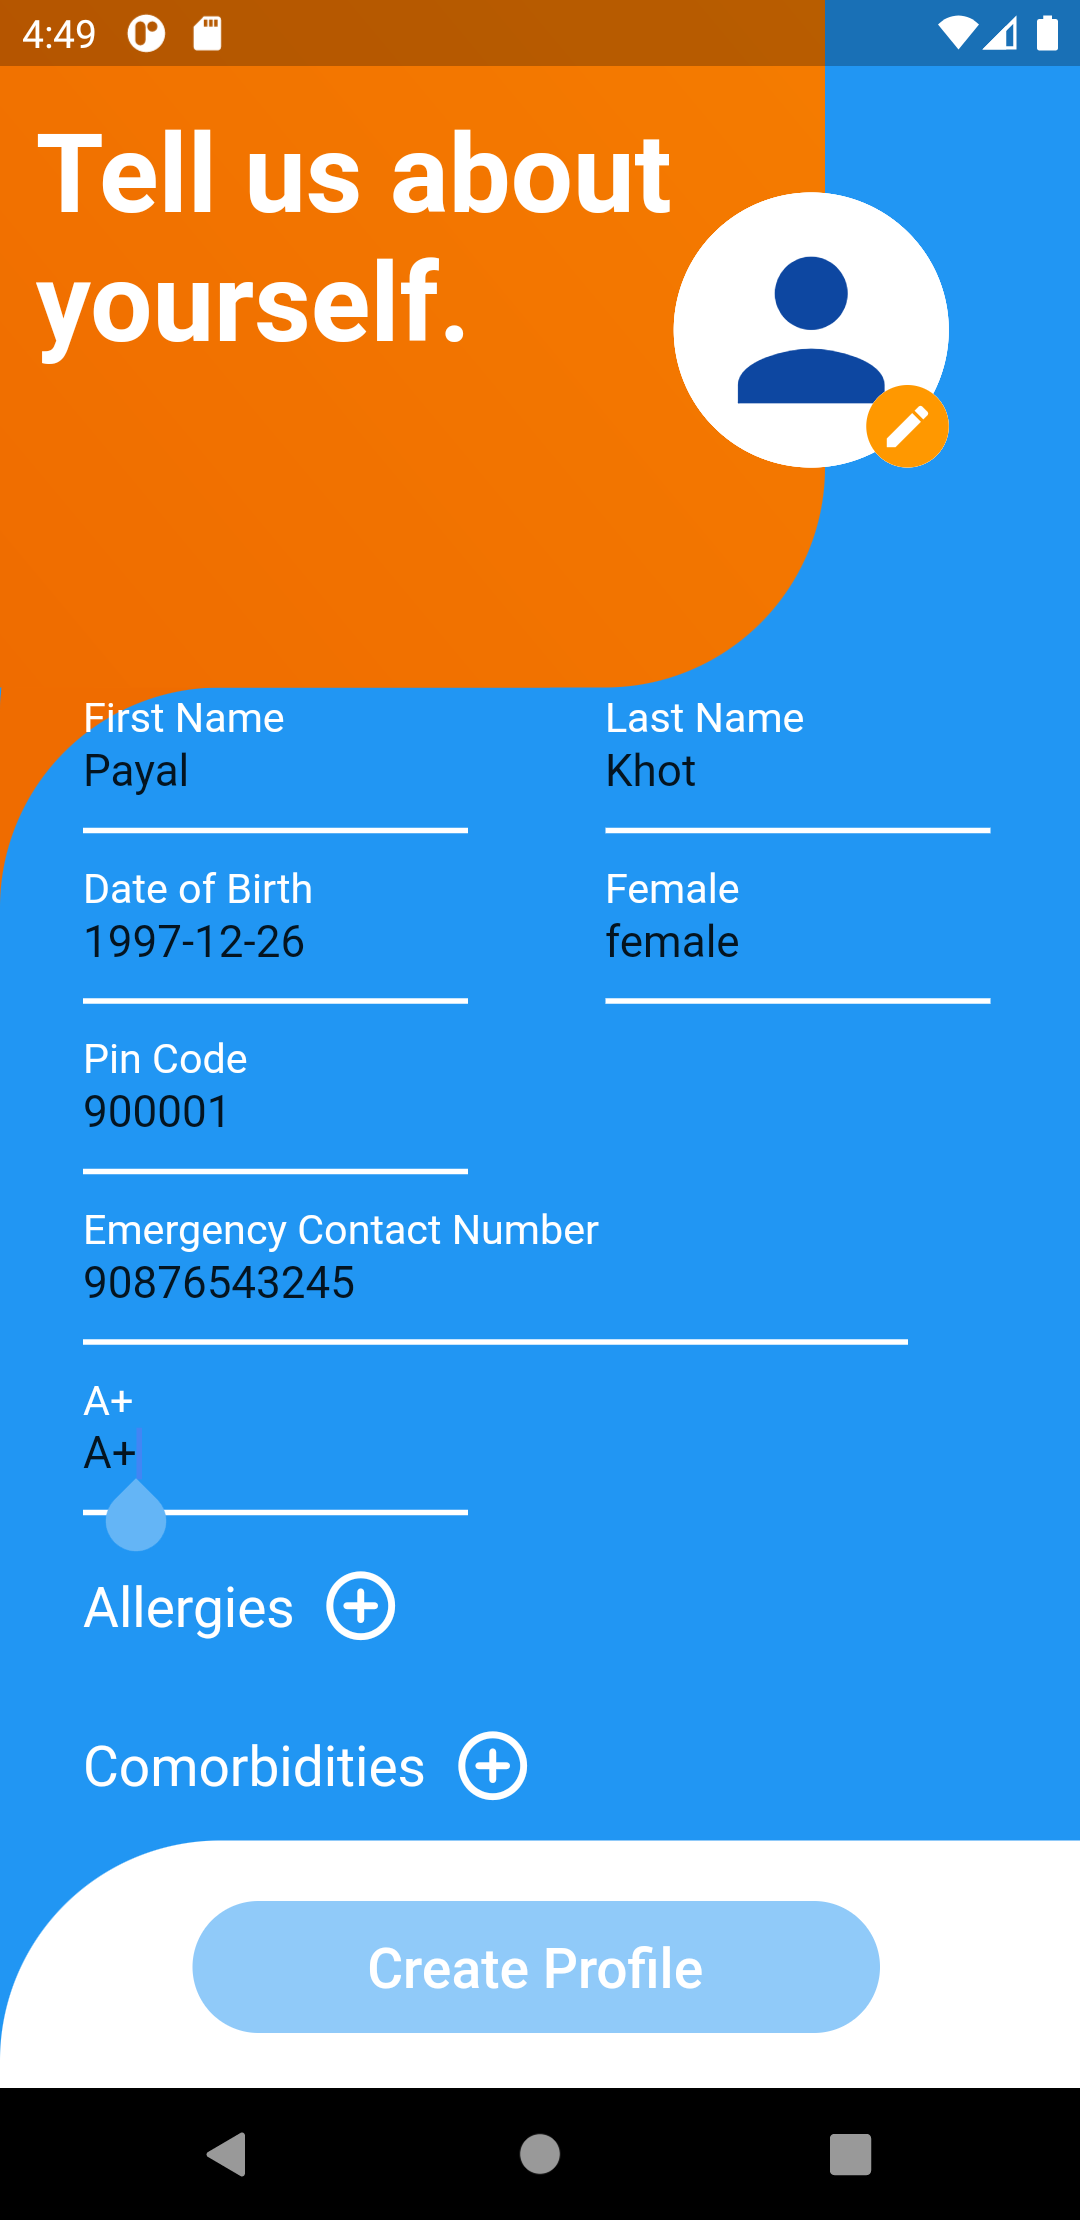 4:49
Tell us about
yourself.
First Name
Last Name
Payal
Khot
Date of Birth
Female
1997-12-26
female
Pin Code
900001
Emergency Contact Number
90876543245
A+
A+
Allergies
Comorbidities
Create Profile